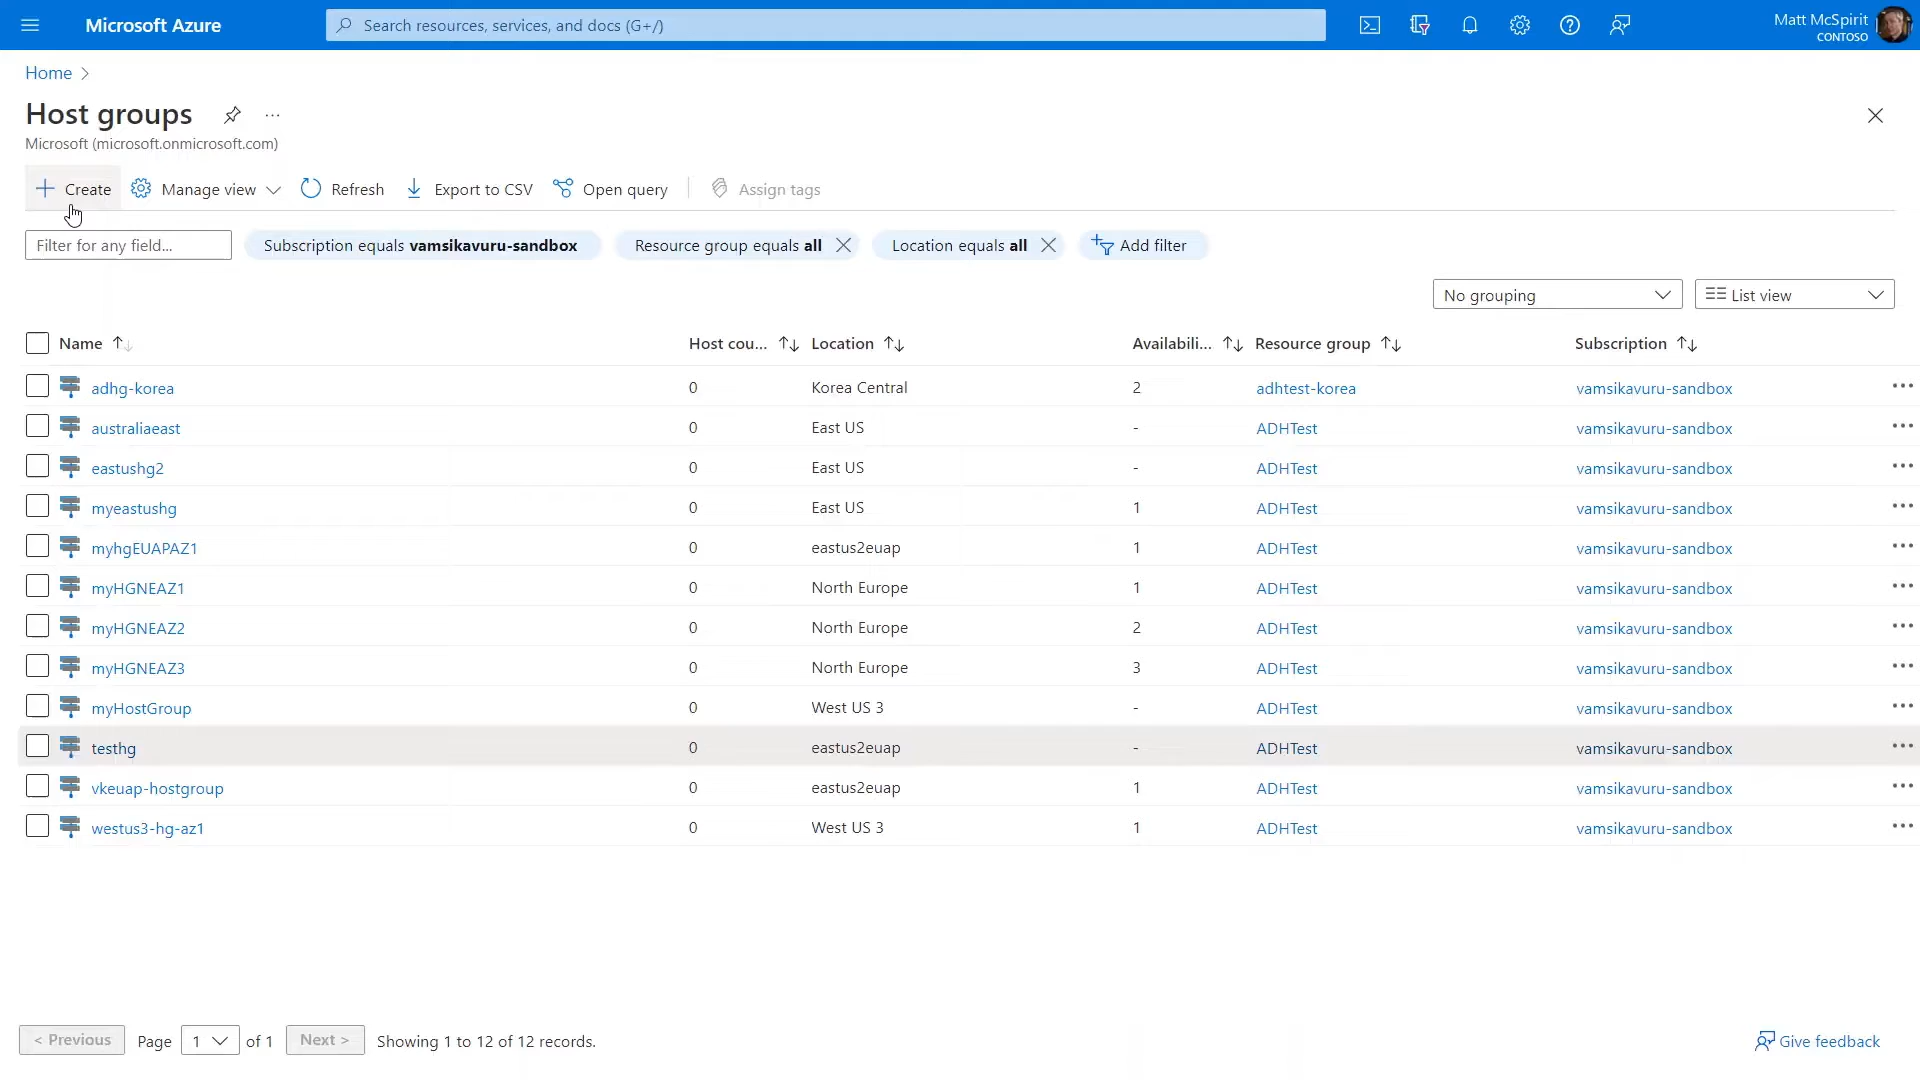 Microsoft Azure
Search resources, services, and docs (G+/)
Matt McSpirit
CONTOSO
Home
Host groups
Microsoft (microsoft.onmicrosoft.com)
Create Manage view Refresh Export to CSV Open query Assign tags
Filter for any field... Subscription equals vamsikavuru-sandbox Resource group equals all Location equals all Add filter
No grouping List view
Name Host cou... Location Availabili... Resource group Subscription
adhg-korea 0 Korea Central 2 adhtest-korea vamsikavuru-sandbox ...
australiaeast 0 East US - ADHTest vamsikavuru-sandbox ...
eastushg2 0 East US - ADHTest vamsikavuru-sandbox ...
myeastushg 0 East US 1 ADHTest vamsikavuru-sandbox ...
myhgEUAPAZ1 0 eastus2euap 1 ADHTest vamsikavuru-sandbox ...
myHGNEAZ1 0 North Europe 1 ADHTest vamsikavuru-sandbox ...
myHGNEAZ2 0 North Europe 2 ADHTest vamsikavuru-sandbox ...
myHGNEAZ3 0 North Europe 3 ADHTest vamsikavuru-sandbox ...
myHostGroup 0 West US 3 - ADHTest vamsikavuru-sandbox ...
testhg 0 eastus2euap - ADHTest vamsikavuru-sandbox ...
vkeuap-hostgroup 0 eastus2euap 1 ADHTest vamsikavuru-sandbox ...
westus3-hg-az1 0 West US 3 1 ADHTest vamsikavuru-sandbox ...
< Previous Page 1 of 1 Next > Showing 1 to 12 of 12 records. Give feedback